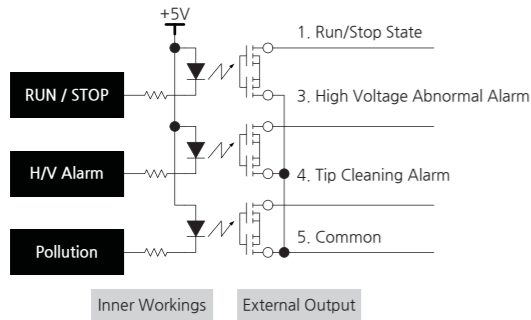 +5V
1. Run/Stop State
RUN / STOP
3. High Voltage Abnormal Alarm
H/V Alarm
4. Tip Cleaning Alarm
Pollution
5. Common
Inner Workings
External Output